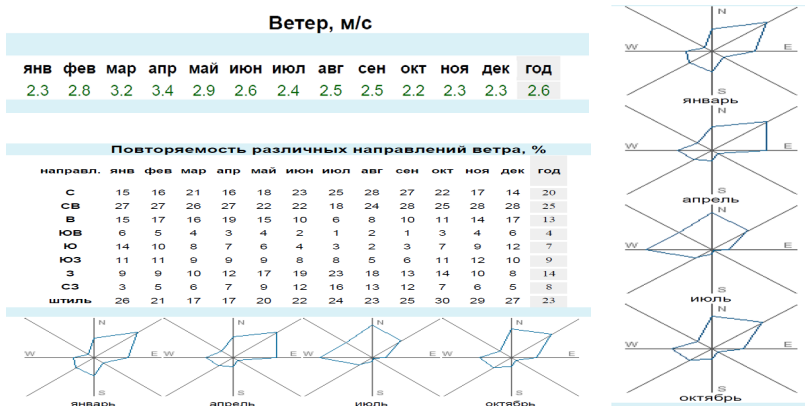 Ветер, м/с
янв фев мар апр май июн июл авг сен окт ноя дек год
2.3 2.8 3.2 3.4 2.9 2.6 2.4 2.5 2.5 2.2 2.3 2.3 2.6
Повторяемость различных направлений ветра, %
направл. янв фев мар апр май июн июл авг сен окт ноя дек год
С 15 16 21 16 18 23 25 28 27 22 17 14 20
СВ 27 27 26 27 22 22 18 24 28 25 28 28 25
В 15 17 16 19 15 10 6 8 10 11 14 17 13
ЮВ 6 5 4 3 4 2 1 2 1 3 4 6 4
Ю 14 10 8 7 6 4 3 2 3 7 9 12 7
ЮЗ 11 11 9 9 9 8 8 5 6 11 12 10 9
З 9 9 10 12 17 19 23 18 13 14 10 8 14
СЗ 3 5 6 7 9 12 16 13 12 7 6 5 8
штиль 26 21 17 17 20 22 24 23 25 30 29 27 23
N N N N
W E W E W E W E
S S S S
январь апрель июль октябрь
N
W E
S
январь
N
W E
S
апрель
N
W E
S
июль
N
W E
S
октябрь